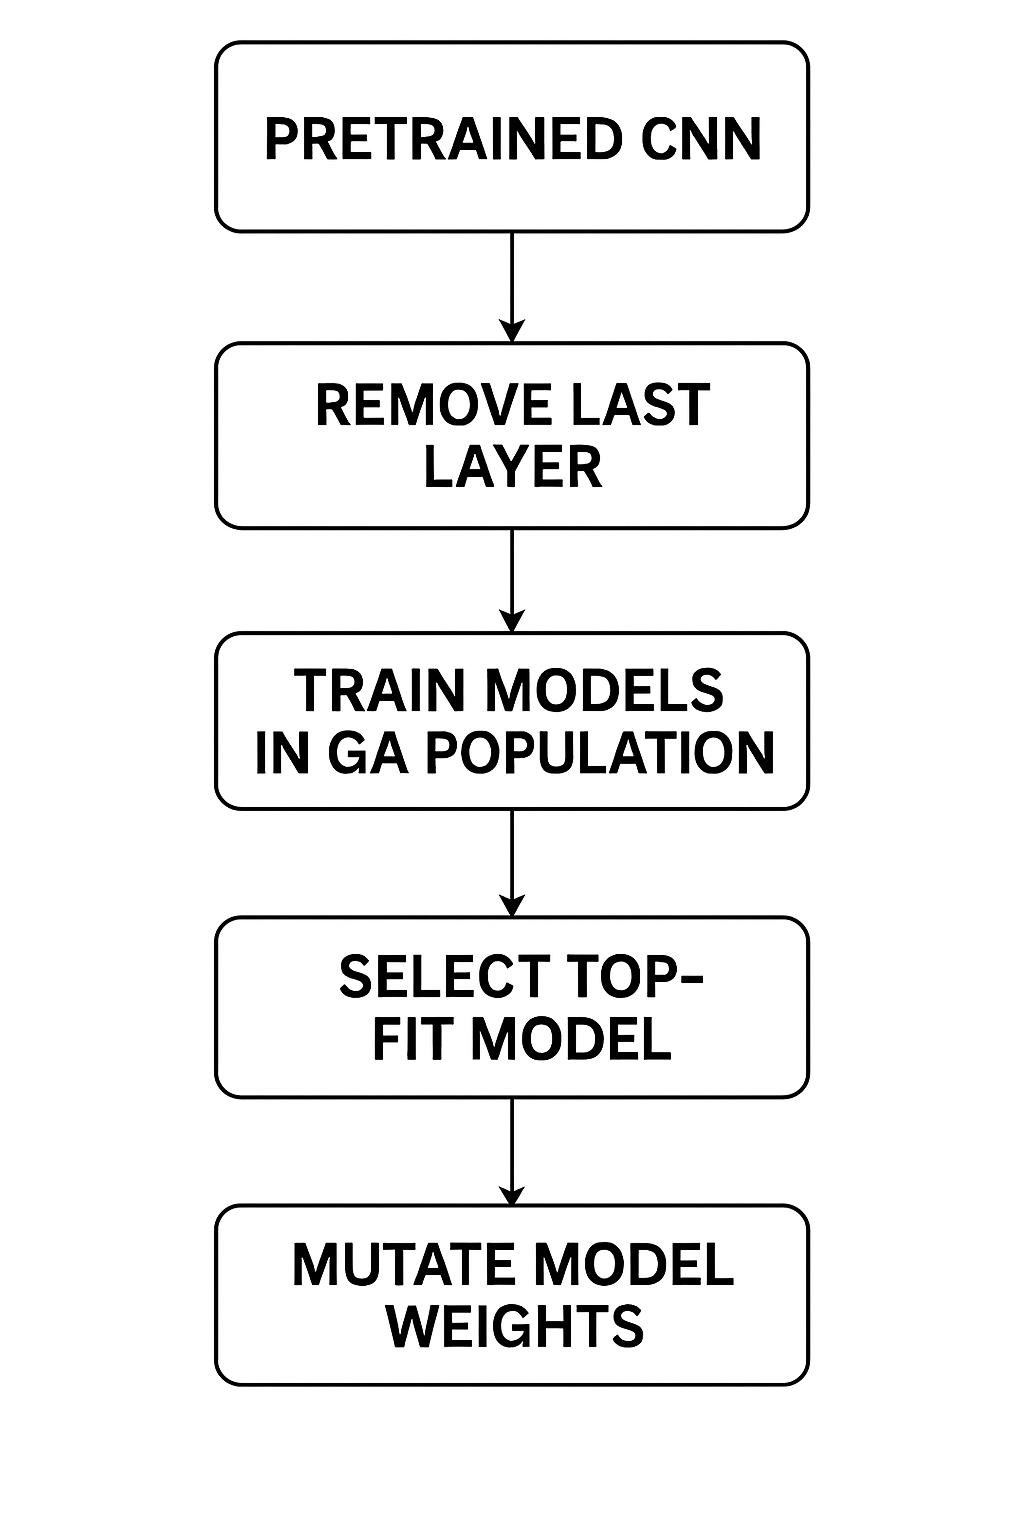 PRETRAINED CNN
REMOVE LAST
LAYER
TRAIN MODELS
IN GA POPULATION
SELECT TOP-
FIT MODEL
MUTATE MODEL
WEIGHTS